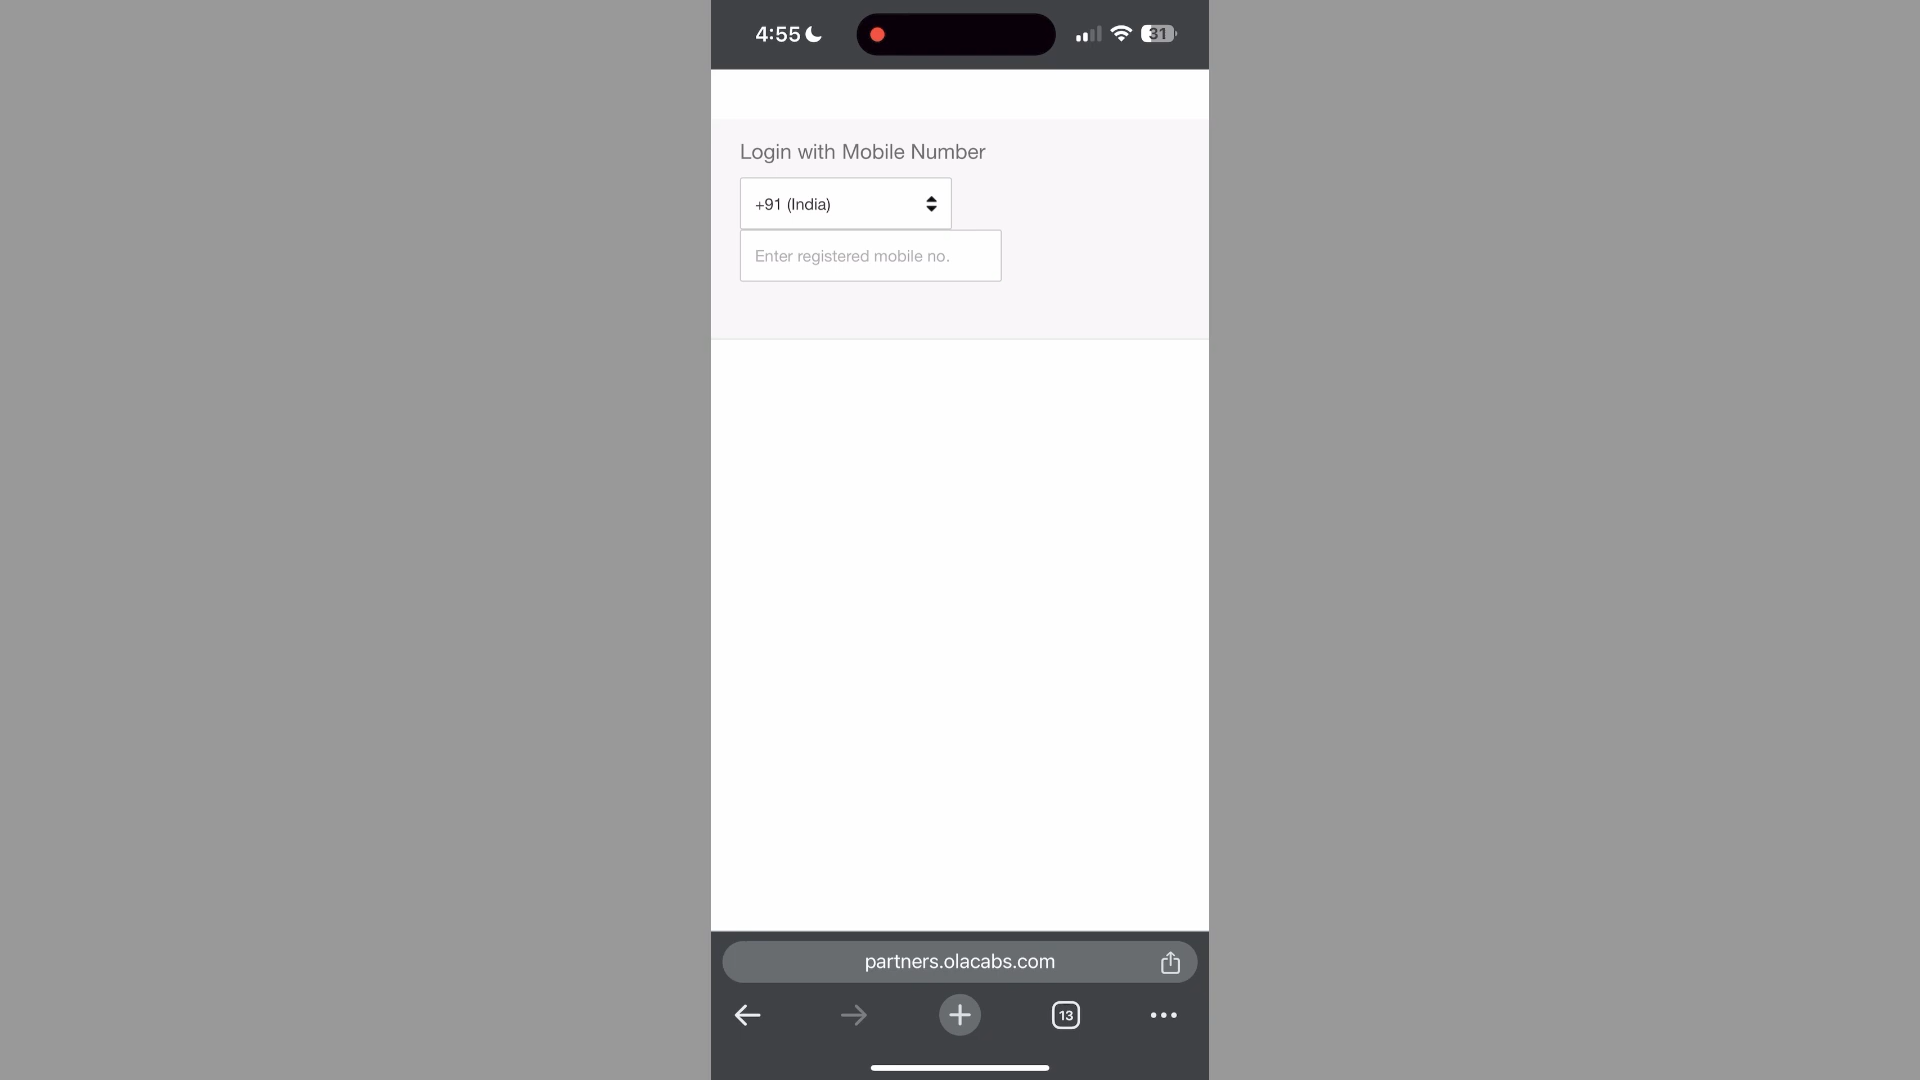 4:55
31
Login with Mobile Number
+91 (India)
Enter registered mobile no.
partners.olacabs.com
13